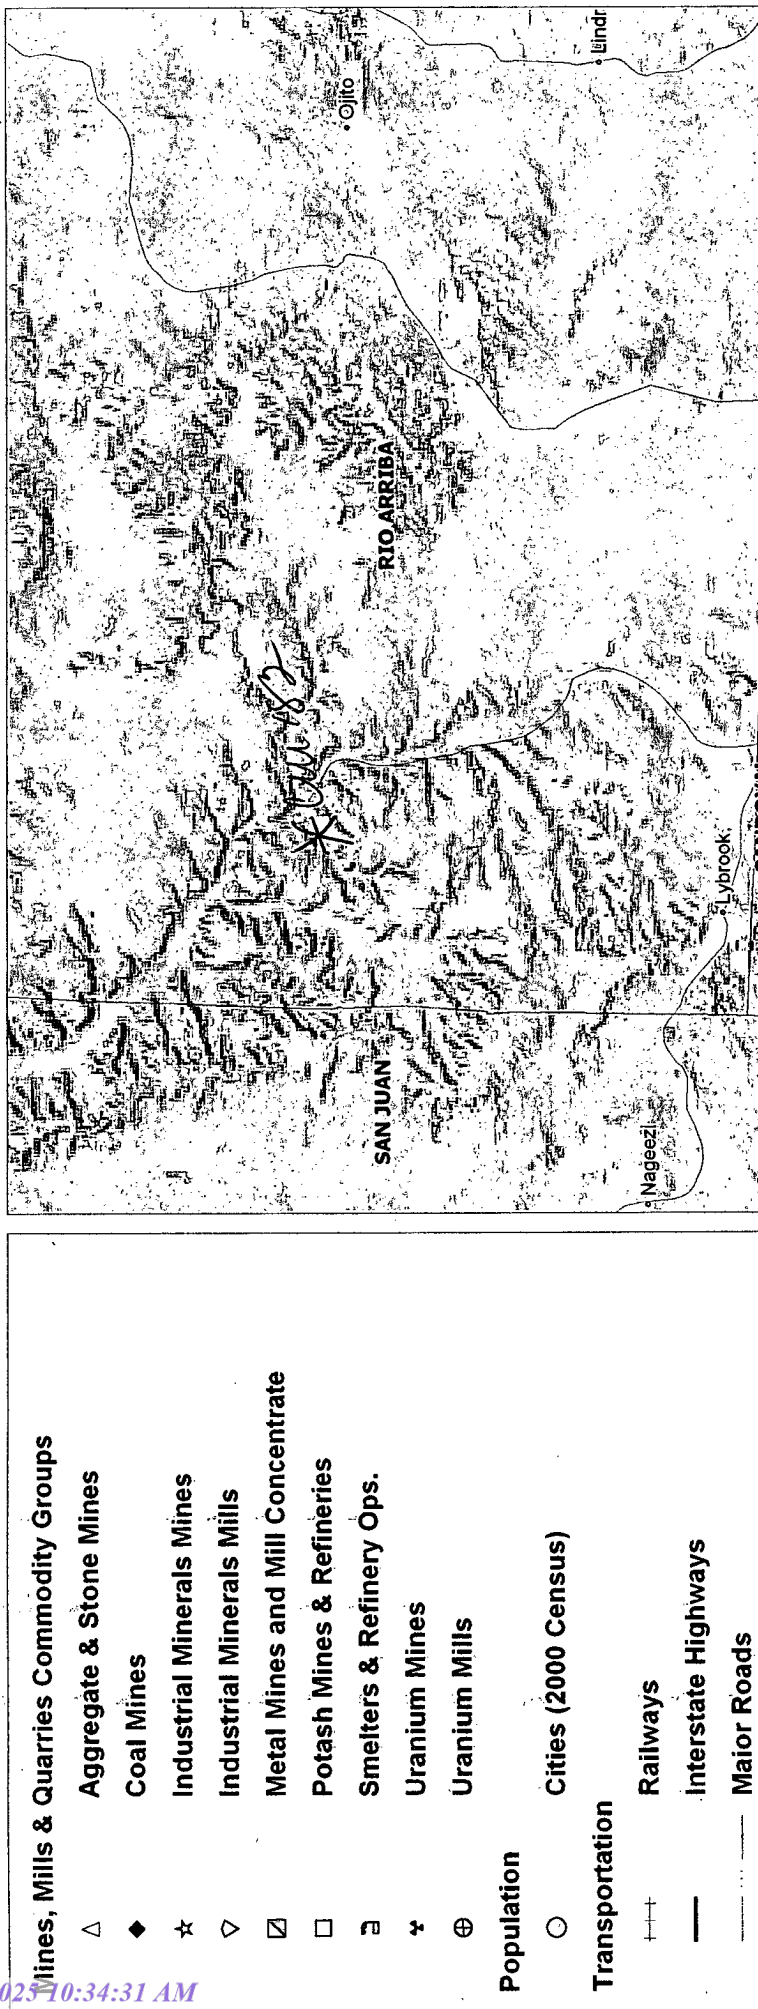 Mines, Mills & Quarries Commodity Groups
Aggregate & Stone Mines
Coal Mines
Industrial Minerals Mines
Industrial Minerals Mills
Metal Mines and Mill Concentrate
Potash Mines & Refineries
Smelters & Refinery Ops.
Uranium Mines
Uranium Mills
Population
Cities (2000 Census)
Transportation
Railways
Interstate Highways
Major Roads
SAN JUAN
RIO ARRIBA
Ojito
Lindr
Nageezi
Lybrook
025 10:34:31 AM